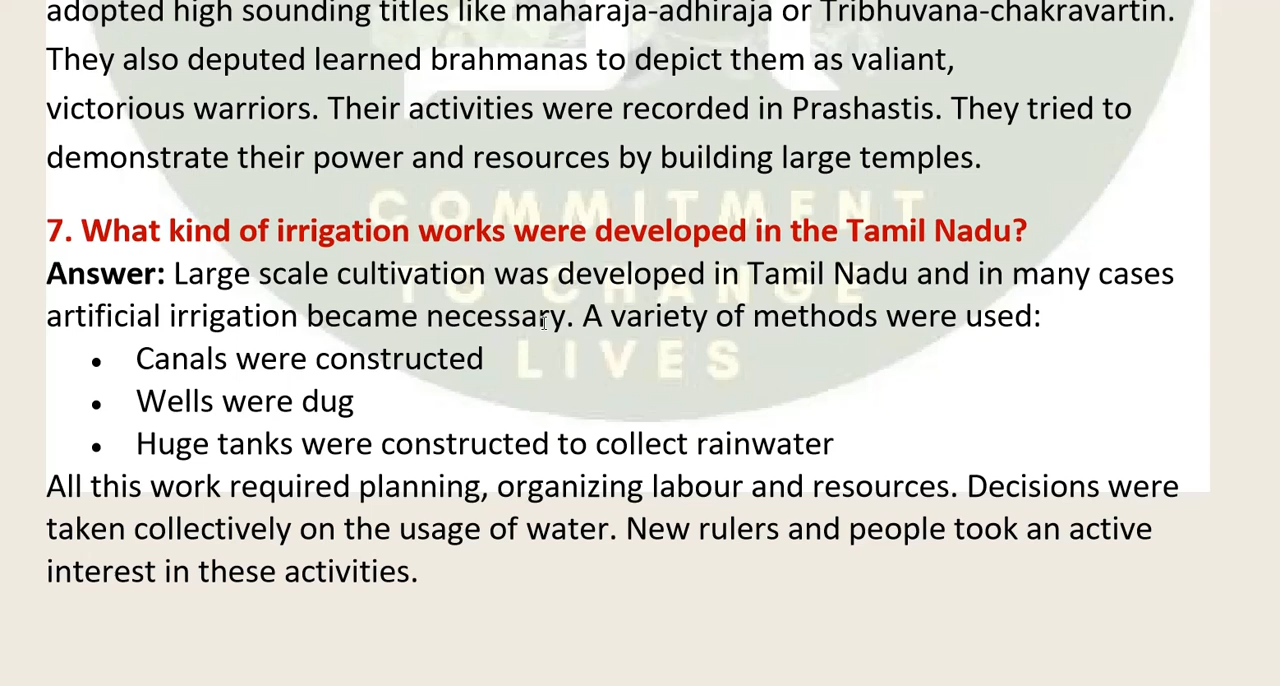 adopted high sounding titles like maharaja-adhiraja or Tribhuvana-chakravartin.
They also deputed learned brahmanas to depict them as valiant,
victorious warriors. Their activities were recorded in Prashastis. They tried to
demonstrate their power and resources by building large temples.
COMMITMENT
7. What kind of irrigation works were developed in the Tamil Nadu?
Answer: Large scale cultivation was developed in Tamil Nadu and in many cases
TO CHANGE
artificial irrigation became necessary. A variety of methods were used:
LIVES
• Canals were constructed
• Wells were dug
• Huge tanks were constructed to collect rainwater
All this work required planning, organizing labour and resources. Decisions were
taken collectively on the usage of water. New rulers and people took an active
interest in these activities.